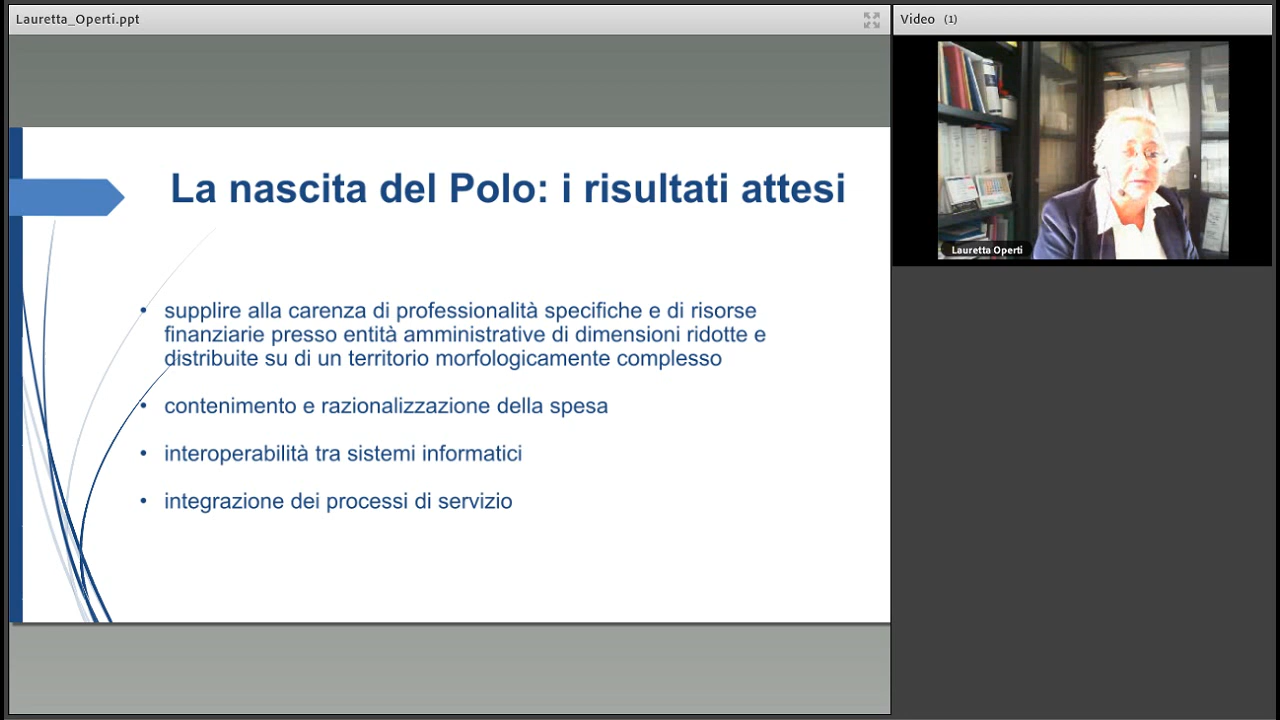 Lauretta_Operti.ppt
Video (1)
La nascita del Polo: i risultati attesi
• supplire alla carenza di professionalità specifiche e di risorse
finanziarie presso entità amministrative di dimensioni ridotte e
distribuite su di un territorio morfologicamente complesso
• contenimento e razionalizzazione della spesa
• interoperabilità tra sistemi informatici
• integrazione dei processi di servizio
Lauretta Operti